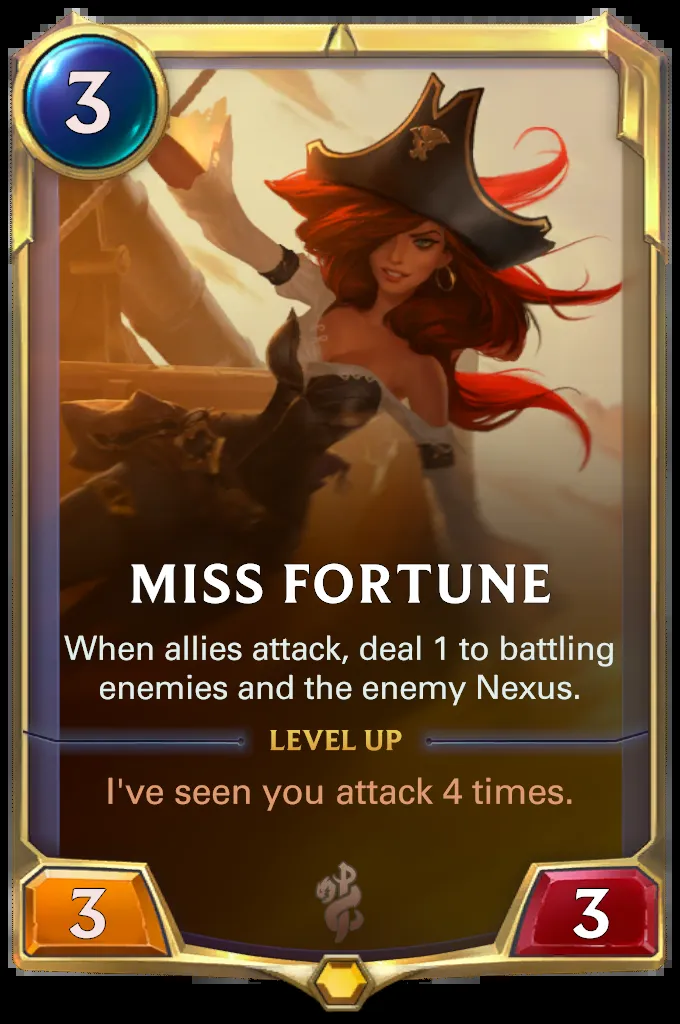 3
MISS FORTUNE
When allies attack, deal 1 to battling
enemies and the enemy Nexus.
LEVEL UP
I've seen you attack 4 times.
3
3